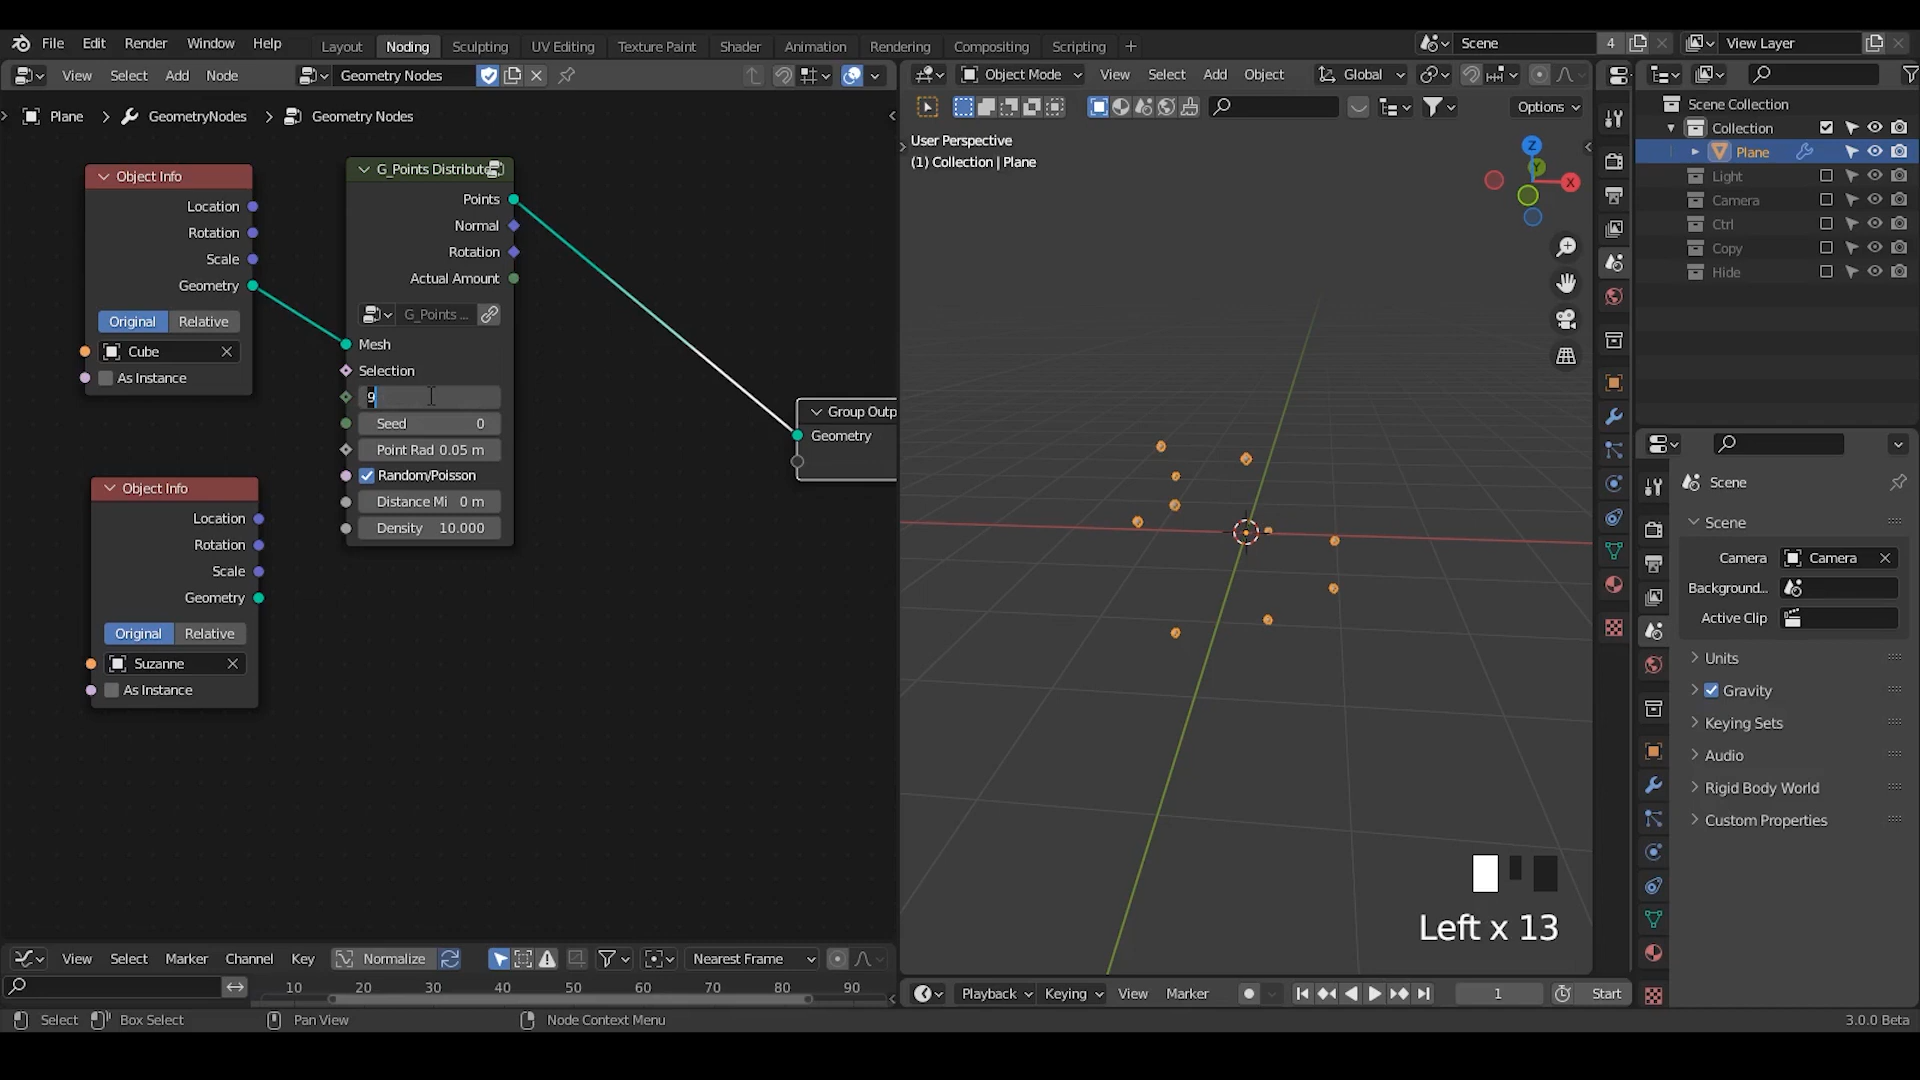 File Edit Render Window Help
Layout Noding Sculpting UV Editing Texture Paint Shader Animation Rendering Compositing Scripting +
Scene 4
View Layer
View Select Add Node
Geometry Nodes
Object Mode View Select Add Object
Global
Options
Plane > GeometryNodes > Geometry Nodes
User Perspective
(1) Collection | Plane
Z
Y
X
Object Info
Location
Rotation
Scale
Geometry
Original Relative
Cube
As Instance
G_Points Distribute
Points
Normal
Rotation
Actual Amount
G_Points ...
Mesh
Selection
9
Seed 0
Point Rad 0.05 m
Random/Poisson
Distance Mi 0 m
Density 10.000
Group Outp
Geometry
Object Info
Location
Rotation
Scale
Geometry
Original Relative
Suzanne
As Instance
Left x 13
Scene Collection
Collection
Plane
Light
Camera
Ctrl
Copy
Hide
Scene
Scene
Camera Camera
Background...
Active Clip
Units
Gravity
Keying Sets
Audio
Rigid Body World
Custom Properties
View Select Marker Channel Key Normalize Nearest Frame
10 20 30 40 50 60 70 80 90
Playback Keying View Marker 1 Start
Select Box Select Pan View Node Context Menu 3.0.0 Beta